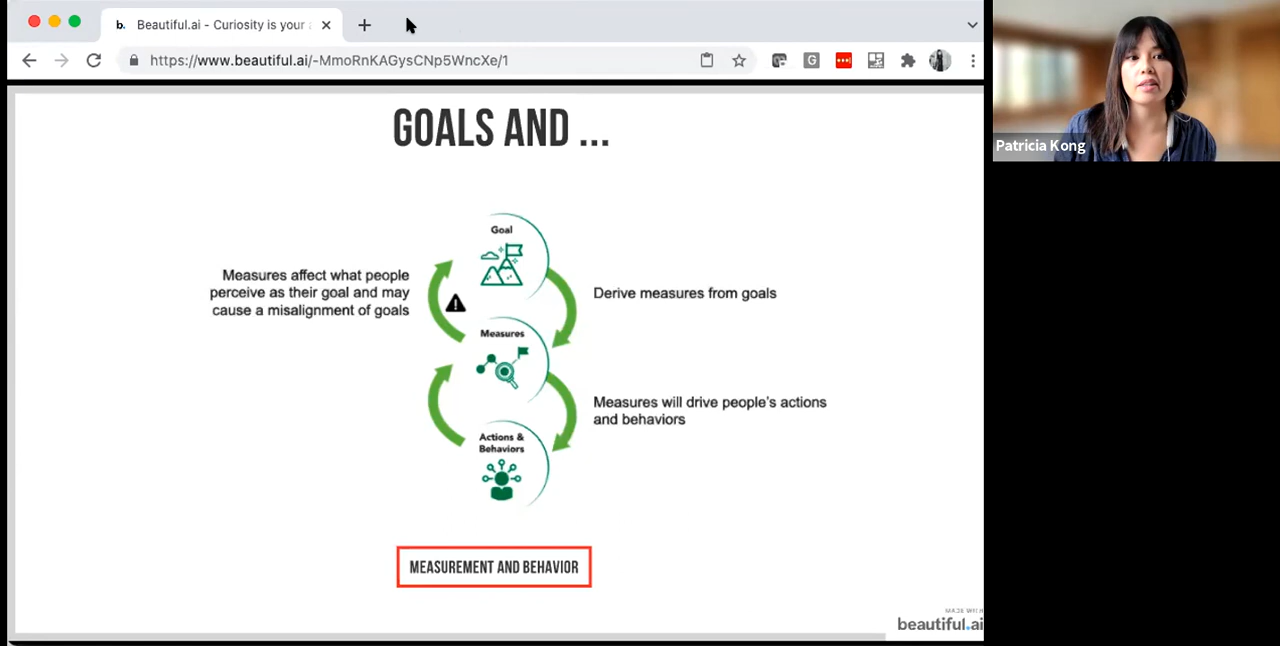 b. Beautiful.ai - Curiosity is your
https://www.beautiful.ai/-MmoRnKAGysCNp5WncXe/1
G
Patricia Kong
GOALS AND ...
Goal
Measures affect what people
perceive as their goal and may
cause a misalignment of goals
Derive measures from goals
Measures
Measures will drive people's actions
and behaviors
Actions &
Behaviors
MEASUREMENT AND BEHAVIOR
MADE WITH
beautiful.ai